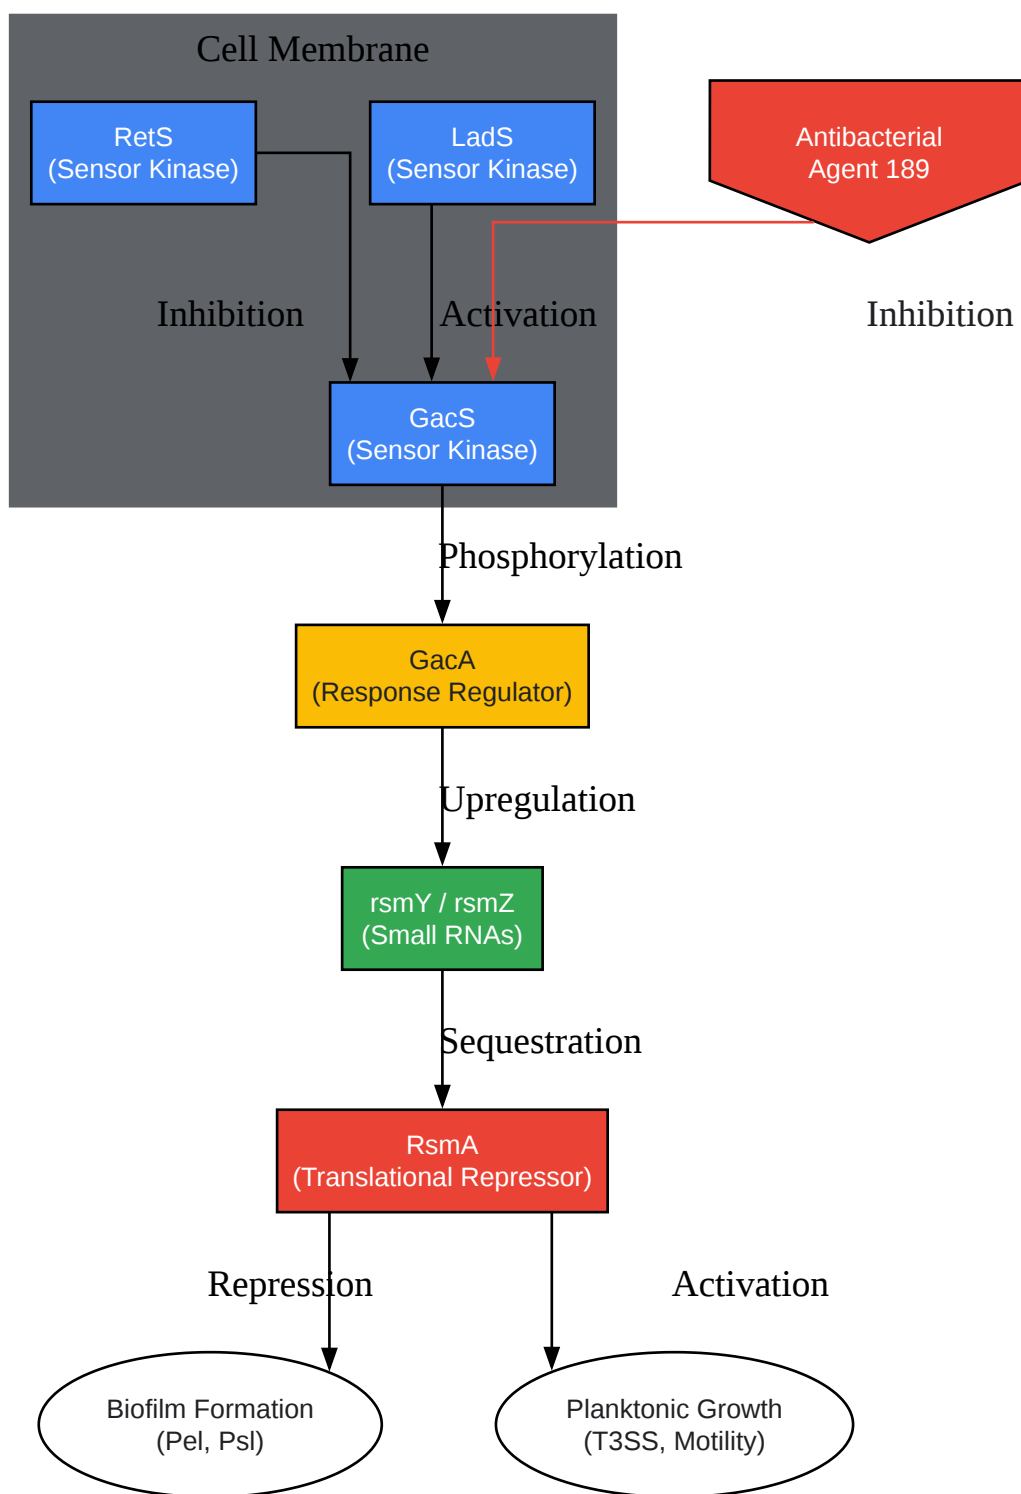 Cell Membrane
RetS
(Sensor Kinase)
LadS
(Sensor Kinase)
Antibacterial
Agent 189
Inhibition
Activation
Inhibition
GacS
(Sensor Kinase)
Phosphorylation
GacA
(Response Regulator)
Upregulation
rsmY / rsmZ
(Small RNAs)
Sequestration
RsmA
(Translational Repressor)
Repression
Activation
Biofilm Formation
(Pel, Psl)
Planktonic Growth
(T3SS, Motility)